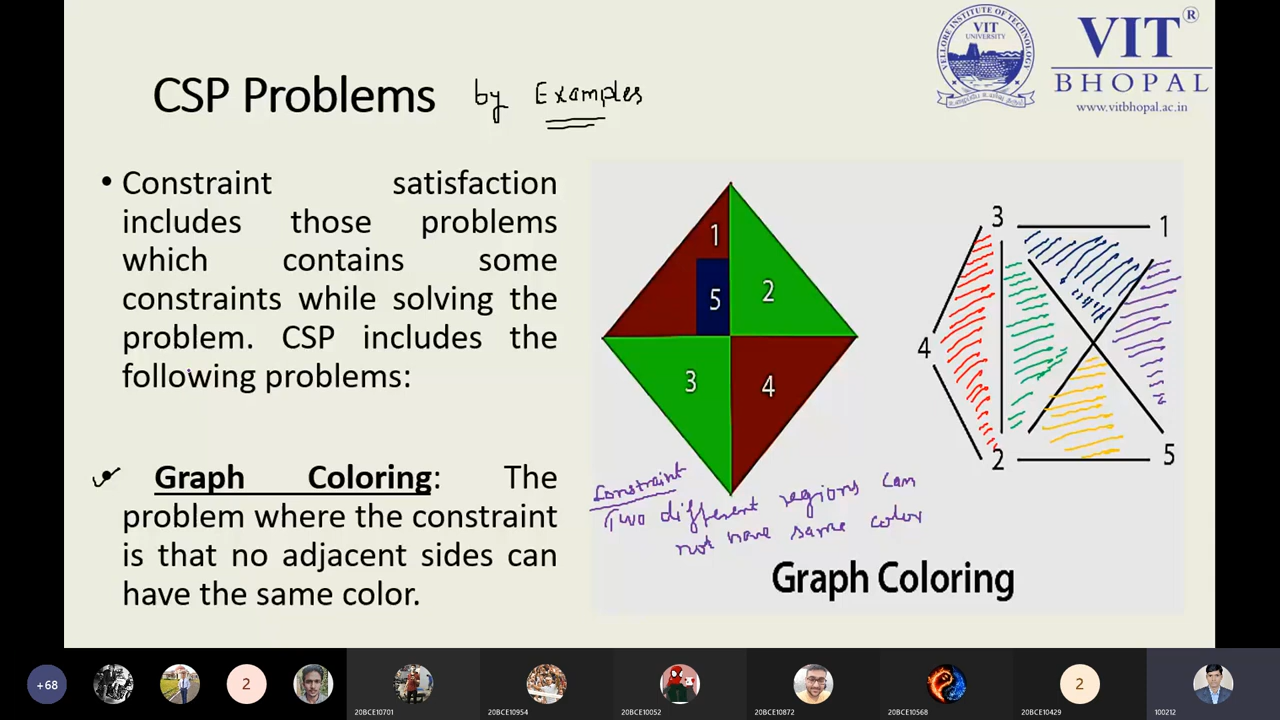 VELLORE INSTITUTE OF TECHNOLOGY
VIT
UNIVERSITY
VIT®
BHOPAL
www.vitbhopal.ac.in
CSP Problems by Examples
• Constraint satisfaction
includes those problems
which contains some
constraints while solving the
problem. CSP includes the
following problems:
Graph Coloring: The
problem where the constraint
is that no adjacent sides can
have the same color.
1
5
2
3
4
3
1
4
2
5
Constraint
Two different regions can
not have same color
Graph Coloring
+68
2
2
20BCE10701
20BCE10954
20BCE10052
20BCE10872
20BCE10568
20BCE10429
100212